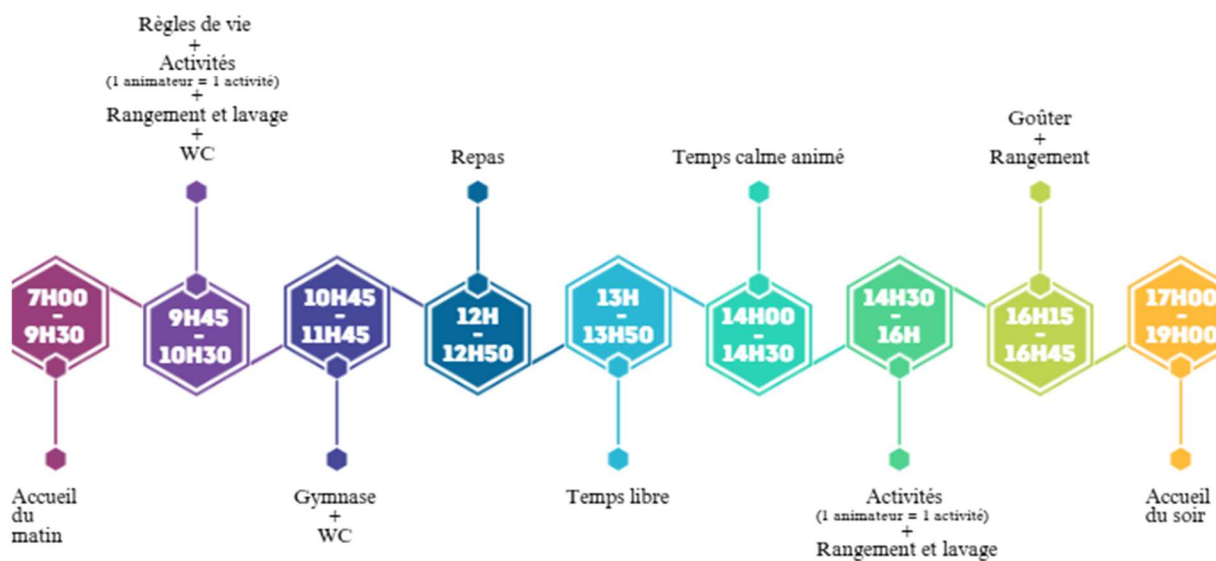 Règles de vie
+
Activités
(1 animateur = 1 activité)
+
Rangement et lavage
+
WC
Repas
Temps calme animé
Goûter
+
Rangement
7H00
-
9H30
9H45
-
10H30
10H45
-
11H45
12H
-
12H50
13H
-
13H50
14H00
-
14H30
14H30
-
16H
16H15
-
16H45
17H00
-
19H00
Accueil
du
matin
Gymnase
+
WC
Temps libre
Activités
(1 animateur = 1 activité)
+
Rangement et lavage
Accueil
du soir